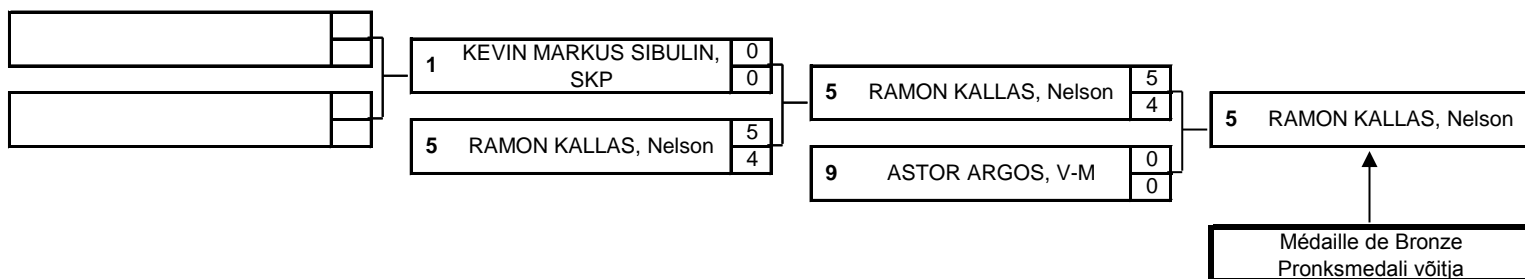 1 KEVIN MARKUS SIBULIN, SKP 0 0
5 RAMON KALLAS, Nelson 5 4
5 RAMON KALLAS, Nelson 5 4
9 ASTOR ARGOS, V-M 0 0
5 RAMON KALLAS, Nelson
Médaille de Bronze
Pronksmedali võitja